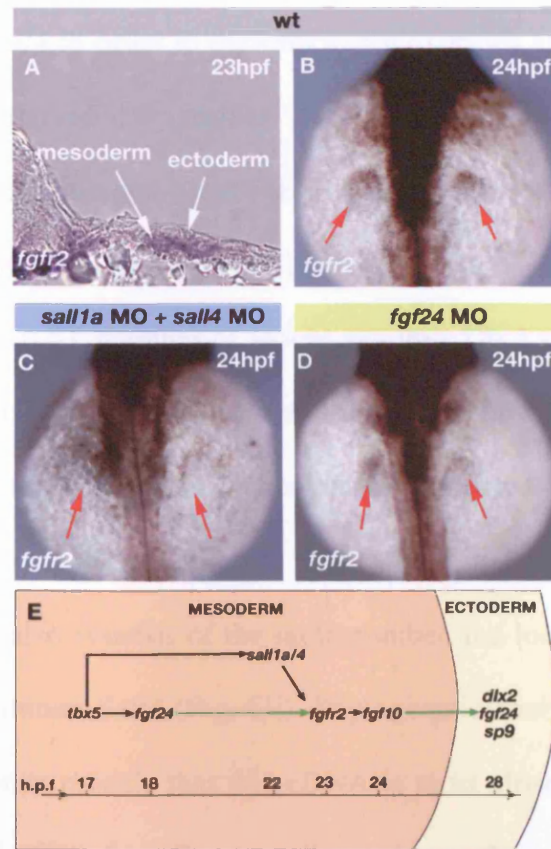 wt
A 23hpf
mesoderm ectoderm
fgfr2
B 24hpf
fgfr2
sall1a MO + sall4 MO
fgf24 MO
C 24hpf
fgfr2
D 24hpf
fgfr2
E MESODERM ECTODERM
sall1a/4
tbx5 fgf24 fgfr2 fgf10
dlx2
fgf24
sp9
h.p.f 17 18 22 23 24 28